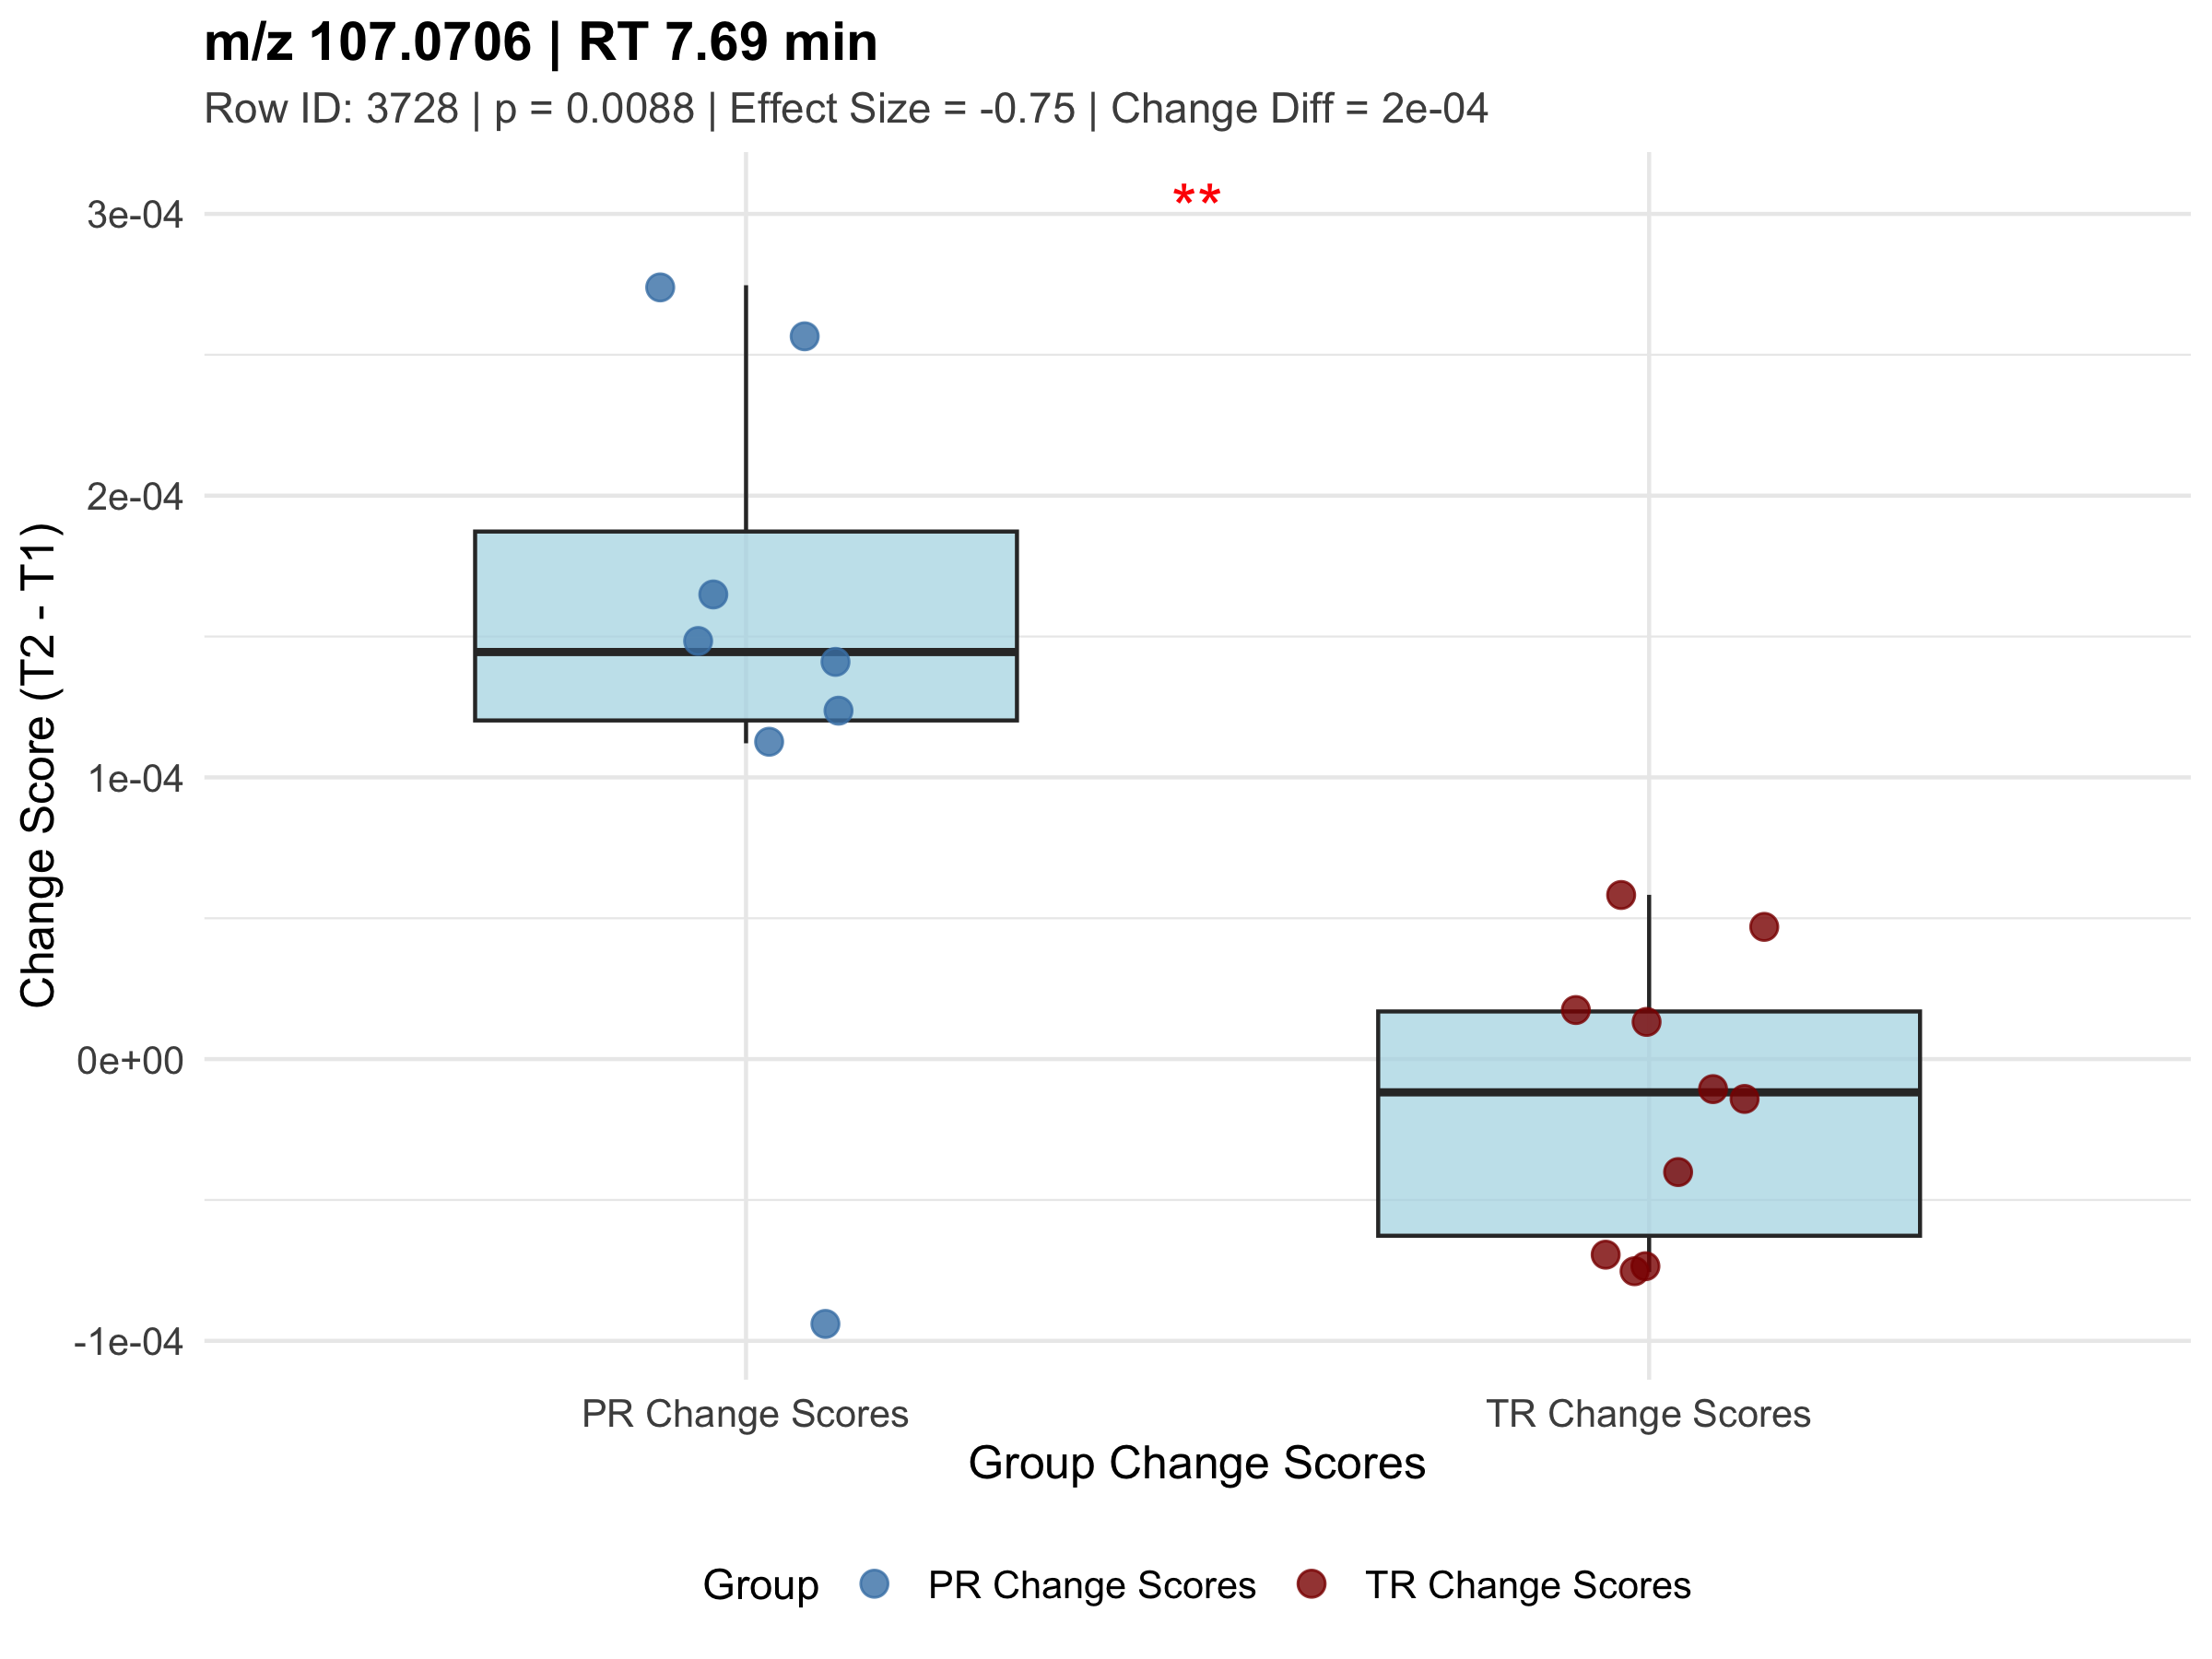 m/z 107.0706 | RT 7.69 min
Row ID: 3728 | p = 0.0088 | Effect Size = -0.75 | Change Diff = 2e-04
**
3e-04
2e-04
1e-04
0e+00
-1e-04
Change Score (T2 - T1)
PR Change Scores
TR Change Scores
Group Change Scores
Group
PR Change Scores
TR Change Scores